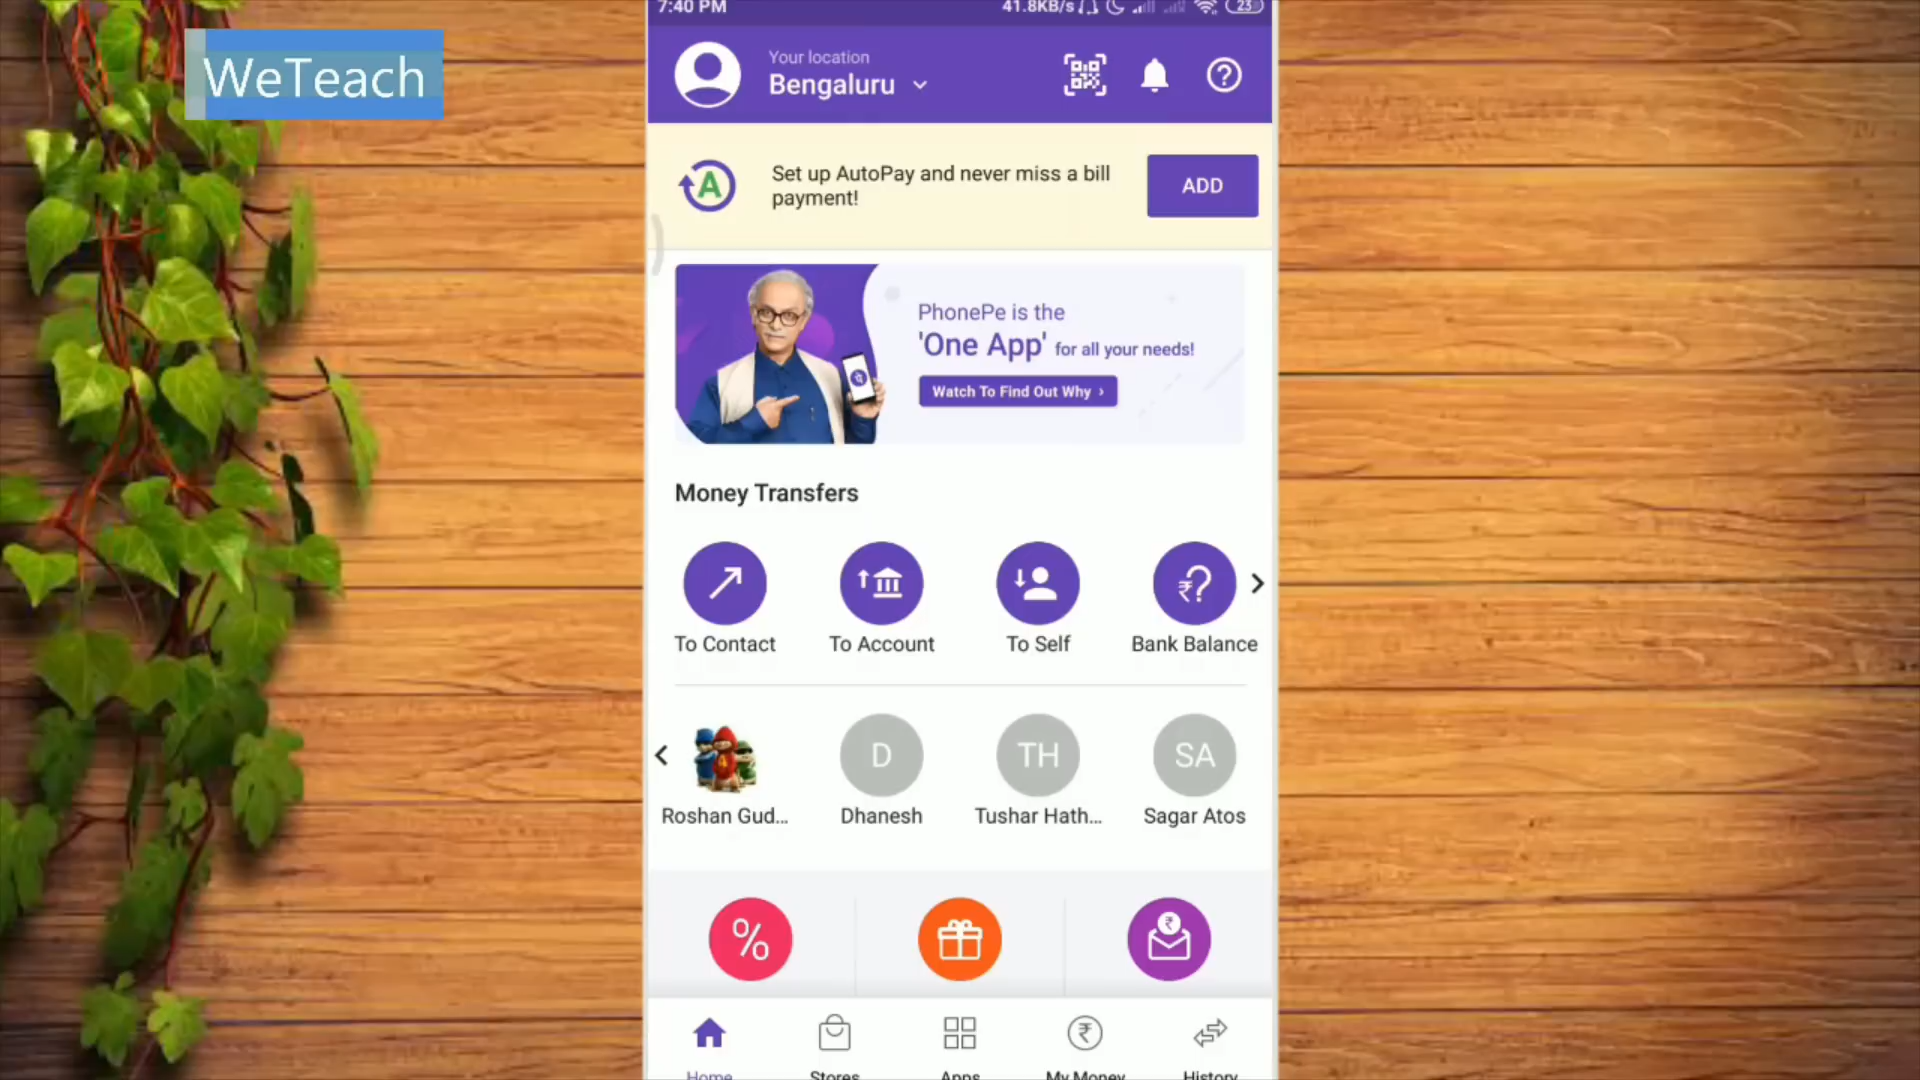 WeTeach
7:40 PM
41.8KB/s
23
Your location
Bengaluru
Set up AutoPay and never miss a bill
payment!
ADD
PhonePe is the
'One App' for all your needs!
Watch To Find Out Why ›
Money Transfers
To Contact
To Account
To Self
Bank Balance
Roshan Gud...
D
Dhanesh
TH
Tushar Hath...
SA
Sagar Atos
Home
Stores
Apps
My Money
History